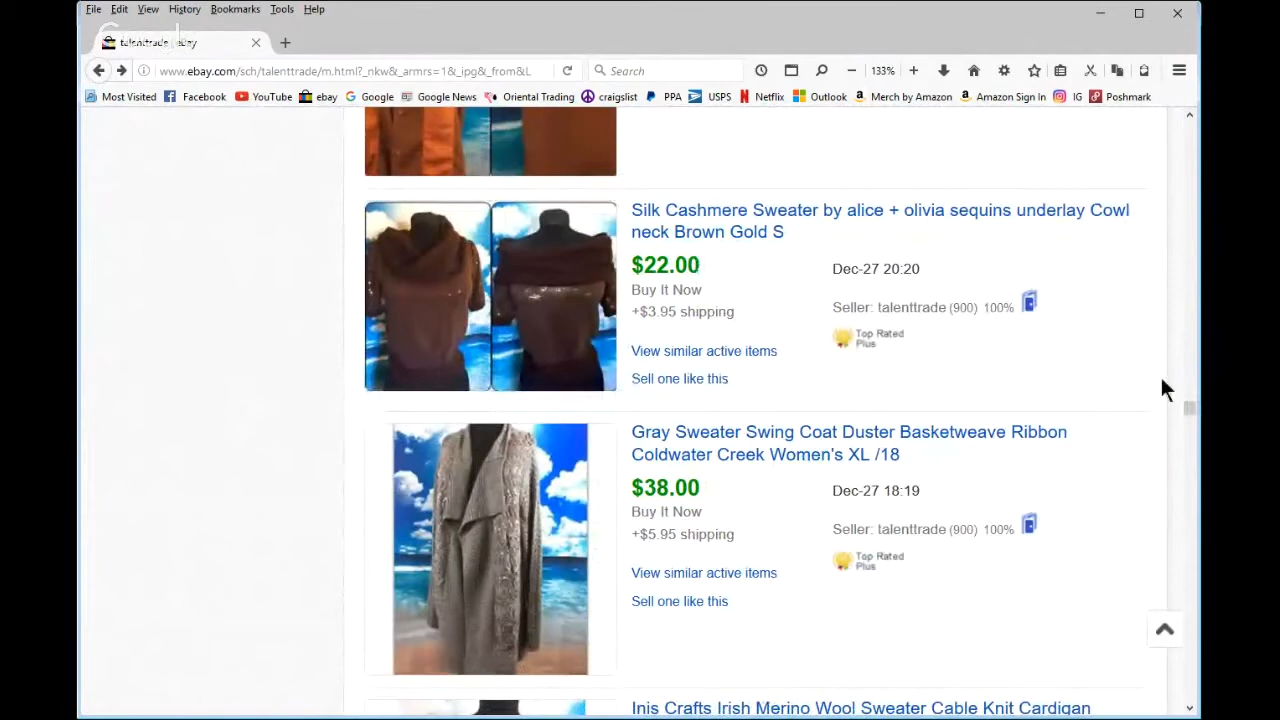 File Edit View History Bookmarks Tools Help
talenttrade | eBay
www.ebay.com/sch/talenttrade/m.html?_nkw&_armrs=1&_ipg&_from&L
Search
133%
Most Visited Facebook YouTube ebay Google Google News Oriental Trading craigslist PPA USPS Netflix Outlook Merch by Amazon Amazon Sign In IG Poshmark
Silk Cashmere Sweater by alice + olivia sequins underlay Cowl
neck Brown Gold S
$22.00
Buy It Now
+$3.95 shipping
View similar active items
Sell one like this
Dec-27 20:20
Seller: talenttrade (900) 100%
Top Rated
Plus
Gray Sweater Swing Coat Duster Basketweave Ribbon
Coldwater Creek Women's XL /18
$38.00
Buy It Now
+$5.95 shipping
View similar active items
Sell one like this
Dec-27 18:19
Seller: talenttrade (900) 100%
Top Rated
Plus
Inis Crafts Irish Merino Wool Sweater Cable Knit Cardigan